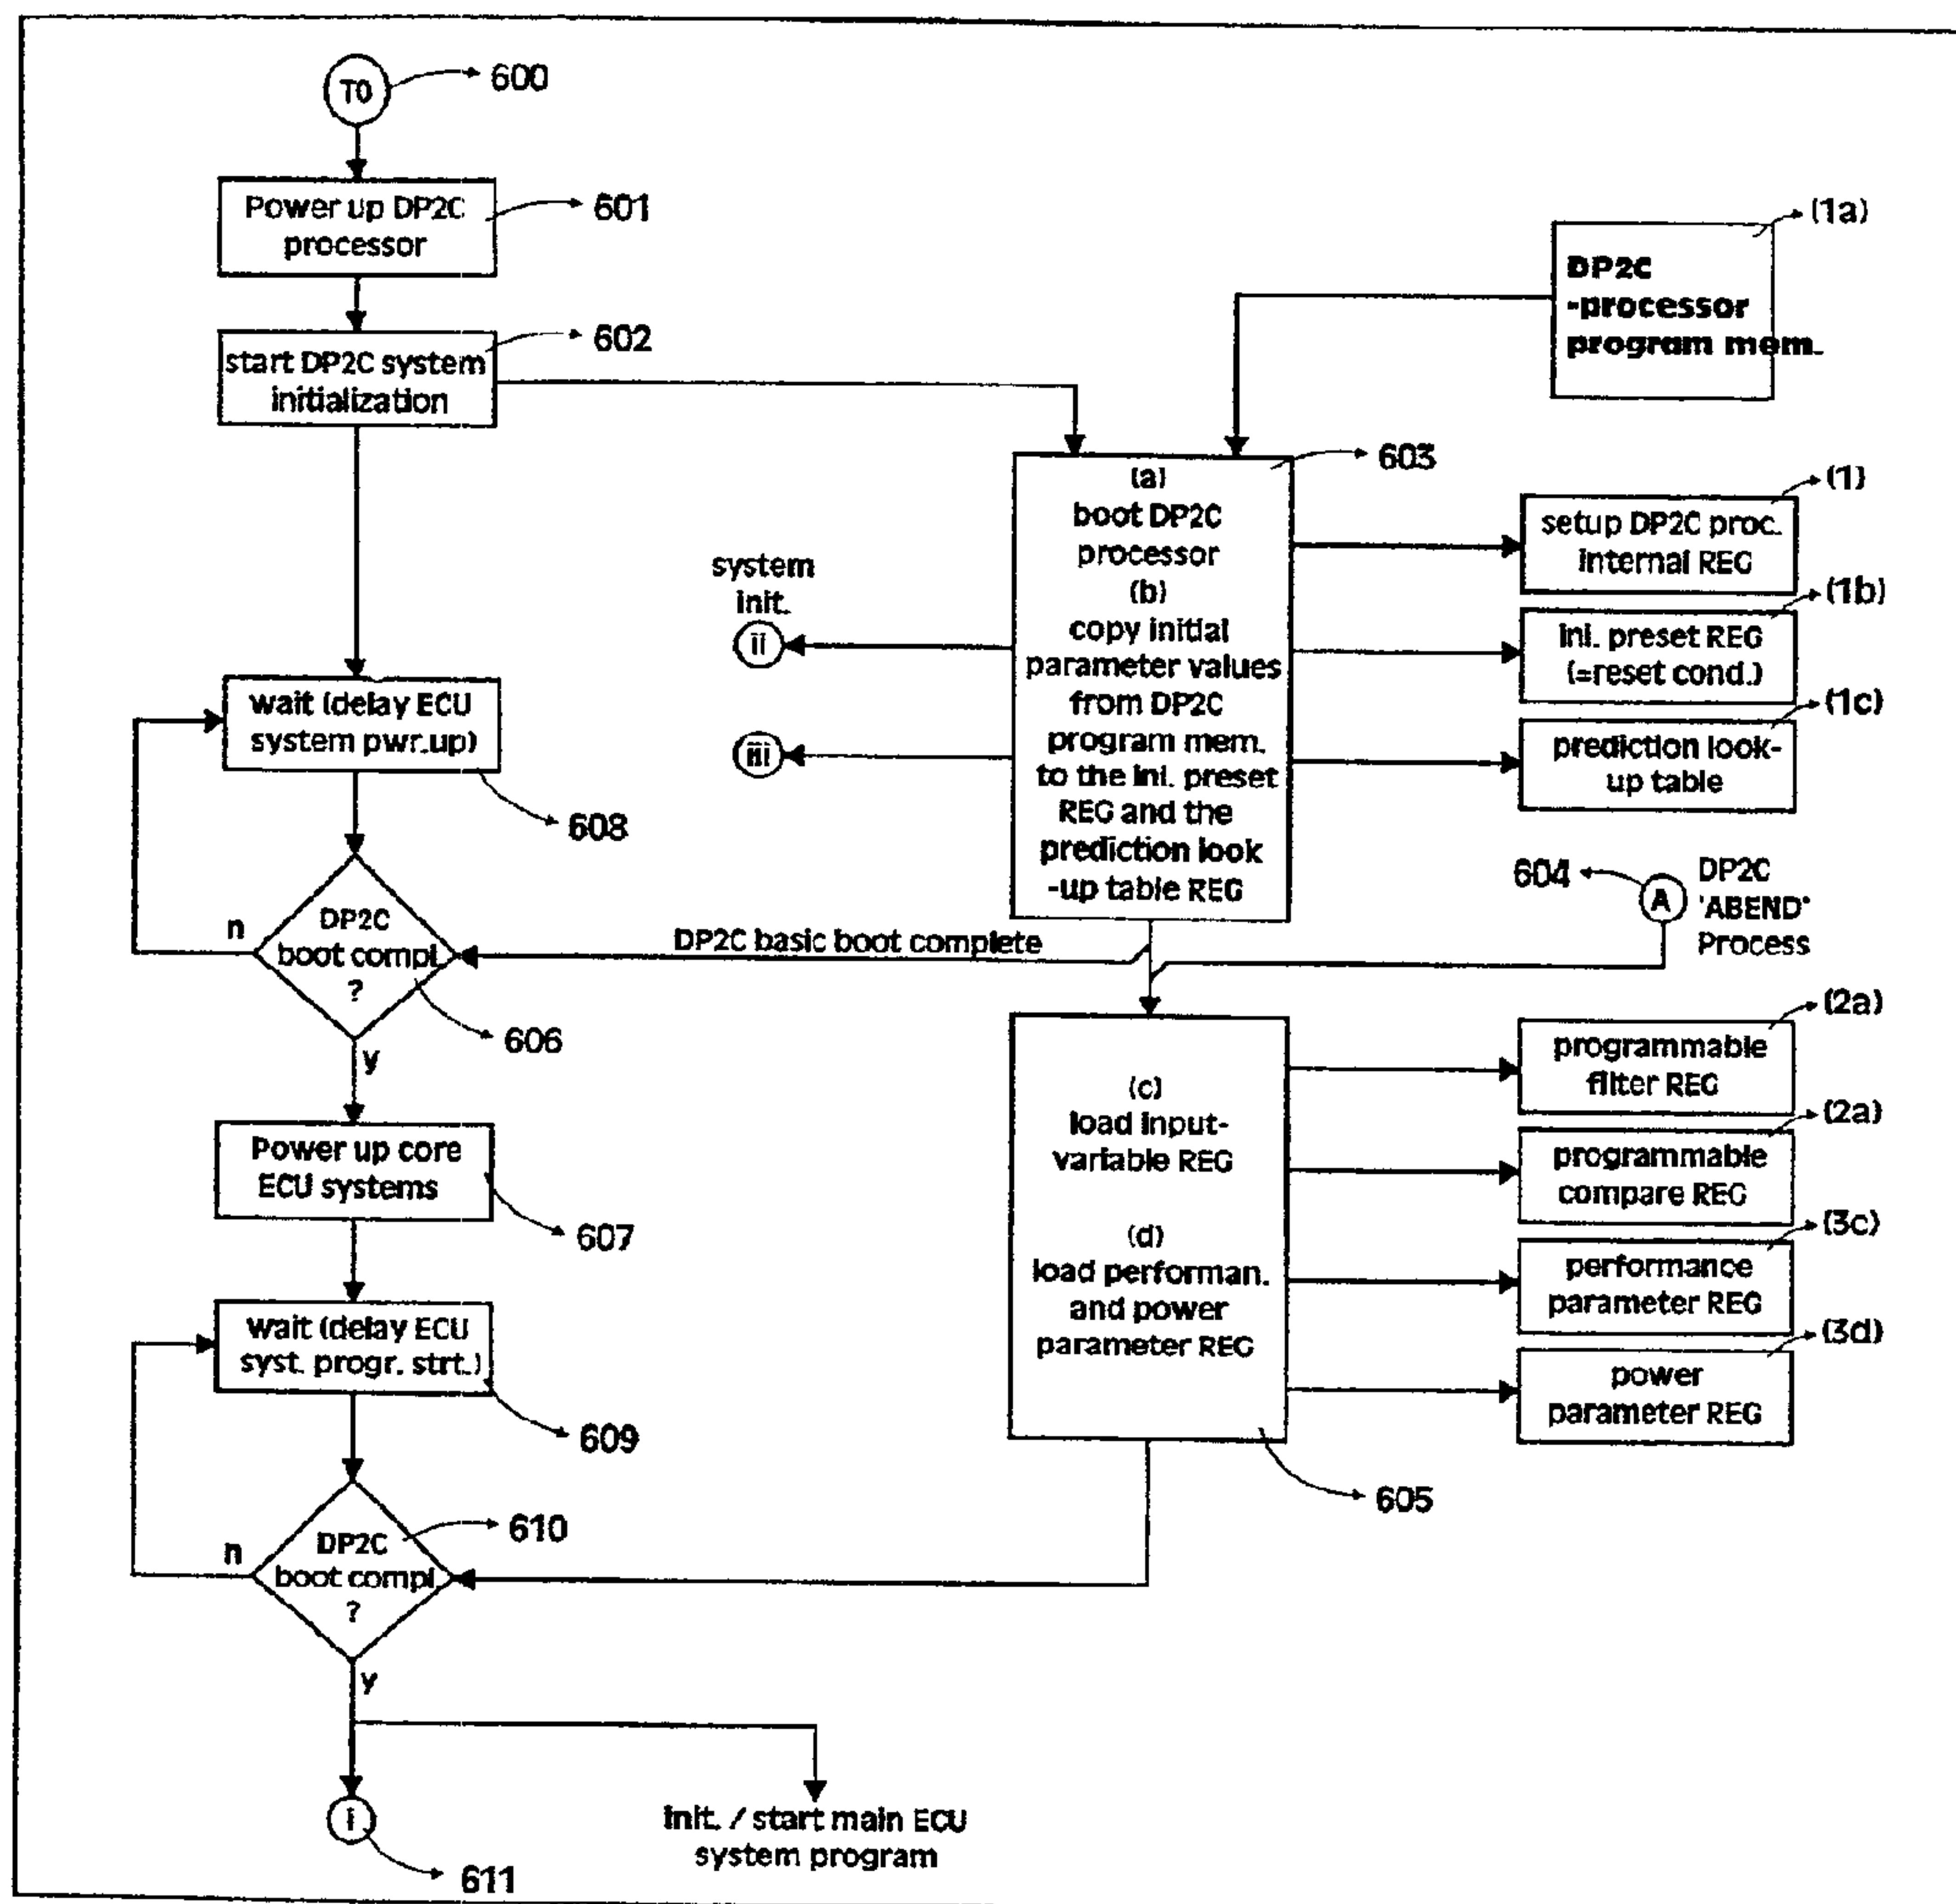 T0
600
Power up DP2C
processor
601
start DP2C system
initialization
602
(1a)
DP2C
-processor
program mem.
603
(a)
boot DP2C
processor
(b)
copy initial
parameter values
from DP2C
program mem.
to the ini. preset
REG and the
prediction look
-up table REG
system
init.
ii
iii
(1)
setup DP2C proc.
internal REG
(1b)
ini. preset REG
(=reset cond.)
(1c)
prediction look-
up table
wait (delay ECU
system pwr.up)
608
604
A
DP2C
'ABEND'
Process
n
DP2C
boot compl.
?
y
606
DP2C basic boot complete
Power up core
ECU systems
607
(c)
load input-
variable REG
(d)
load performan.
and power
parameter REG
605
(2a)
programmable
filter REG
(2a)
programmable
compare REG
(3c)
performance
parameter REG
(3d)
power
parameter REG
wait (delay ECU
syst. progr. strt.)
609
n
DP2C
boot compl
?
y
610
i
611
init. / start main ECU
system program